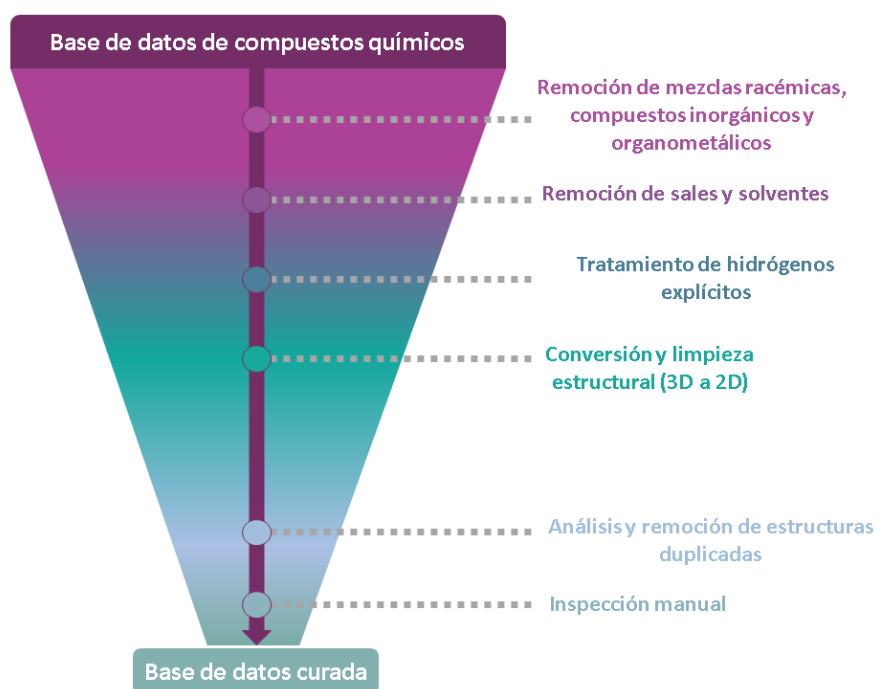 Base de datos de compuestos químicos
Remoción de mezclas racémicas,
compuestos inorgánicos y
organometálicos
Remoción de sales y solventes
Tratamiento de hidrógenos
explícitos
Conversión y limpieza
estructural (3D a 2D)
Análisis y remoción de estructuras
duplicadas
Inspección manual
Base de datos curada